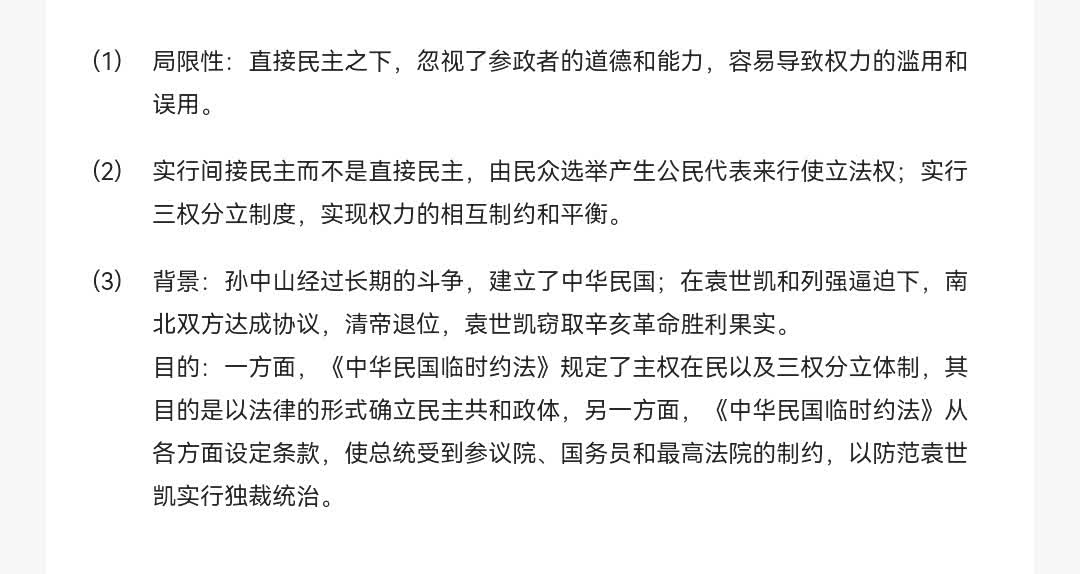 (1) 局限性：直接民主之下，忽视了参政者的道德和能力，容易导致权力的滥用和
误用。
(2) 实行间接民主而不是直接民主，由民众选举产生公民代表来行使立法权；实行
三权分立制度，实现权力的相互制约和平衡。
(3) 背景：孙中山经过长期的斗争，建立了中华民国；在袁世凯和列强逼迫下，南
北双方达成协议，清帝退位，袁世凯窃取辛亥革命胜利果实。
目的：一方面，《中华民国临时约法》规定了主权在民以及三权分立体制，其
目的是以法律的形式确立民主共和政体，另一方面，《中华民国临时约法》从
各方面设定条款，使总统受到参议院、国务员和最高法院的制约，以防范袁世
凯实行独裁统治。